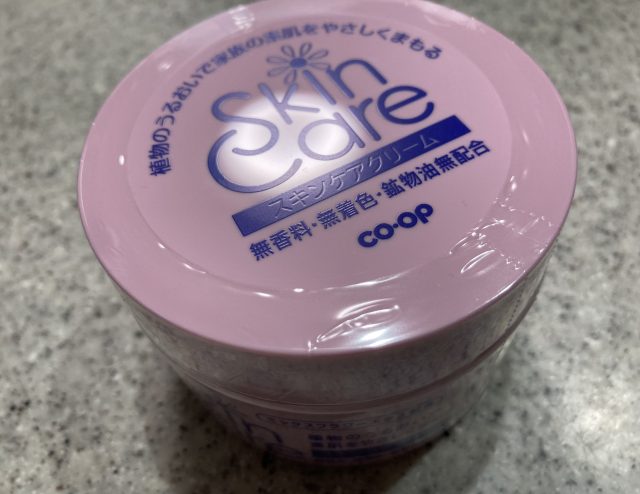 植物のうるおいで家族の素肌をやさしくまもる
Skin
Care
スキンケアクリーム
無香料・無着色・鉱物油無配合
co-op